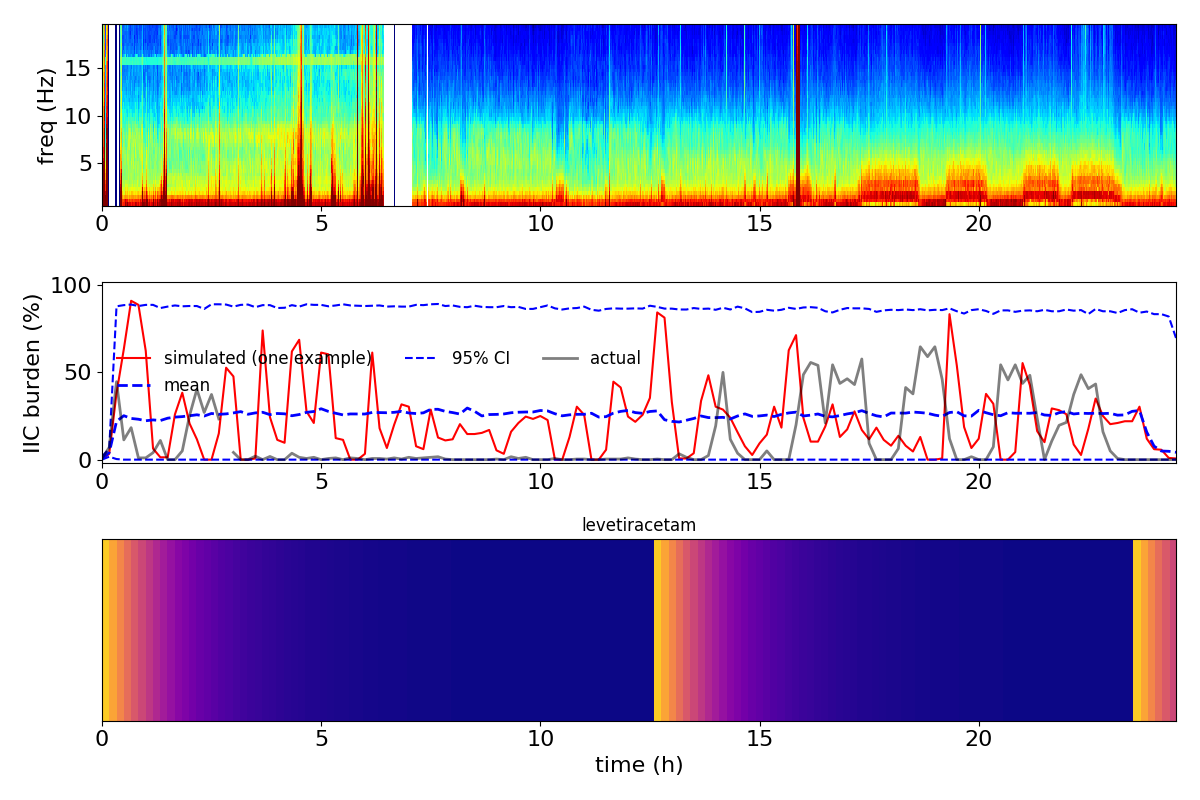 freq (Hz)
15
10
5
0 5 10 15 20
IIC burden (%)
100
50
0
simulated (one example) 95% CI actual
mean
0 5 10 15 20
levetiracetam
0 5 10 15 20
time (h)